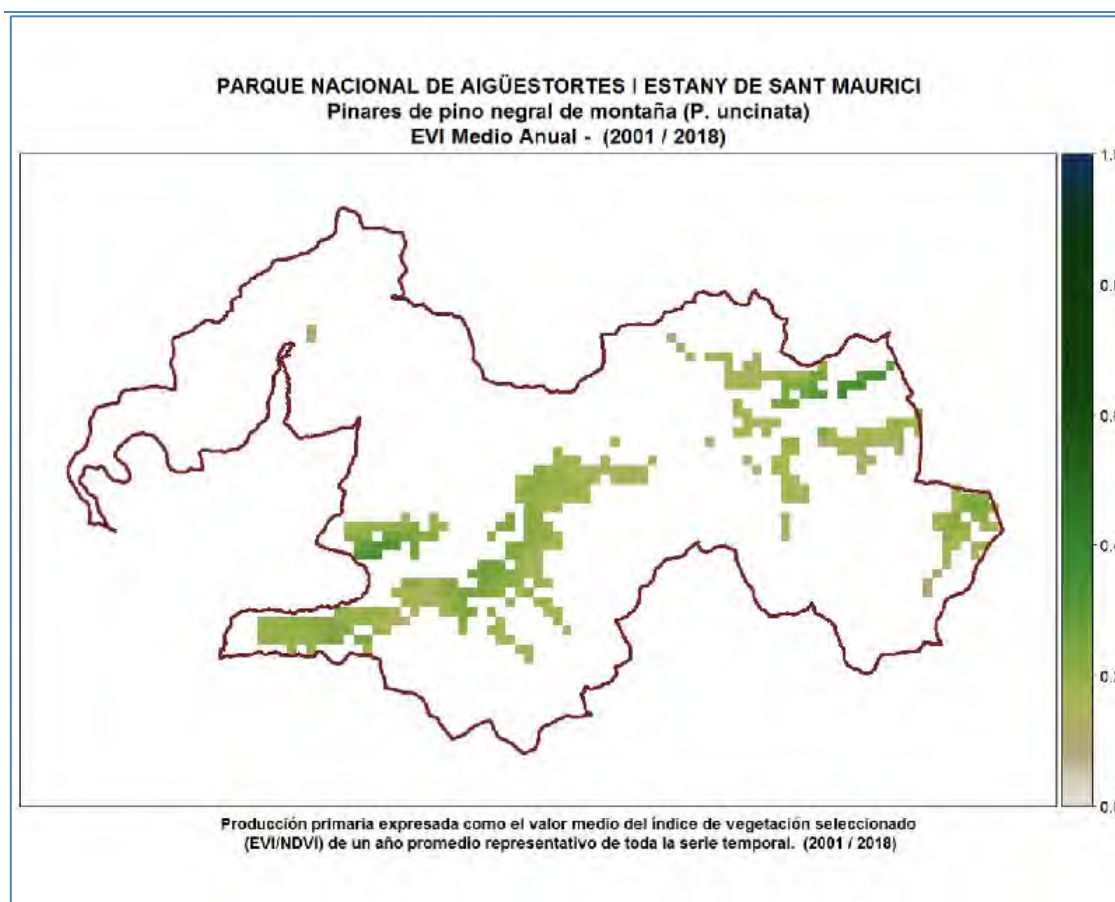 PARQUE NACIONAL DE AIGÜESTORTES I ESTANY DE SANT MAURICI
Pinares de pino negral de montaña (P. uncinata)
EVI Medio Anual - (2001 / 2018)
Producción primaria expresada como el valor medio del índice de vegetación seleccionado
(EVI/NDVI) de un año promedio representativo de toda la serie temporal. (2001 / 2018)